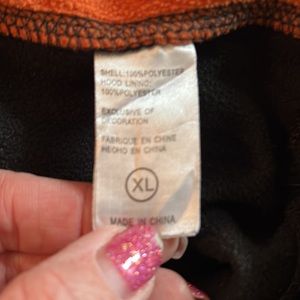 SHELL:100%POLYESTER
HOOD LINING:
100%POLYESTER
EXCLUSIVE OF
DECORATION
FABRIQUE EN CHINE
HECHO EN CHINA
XL
MADE IN CHINA